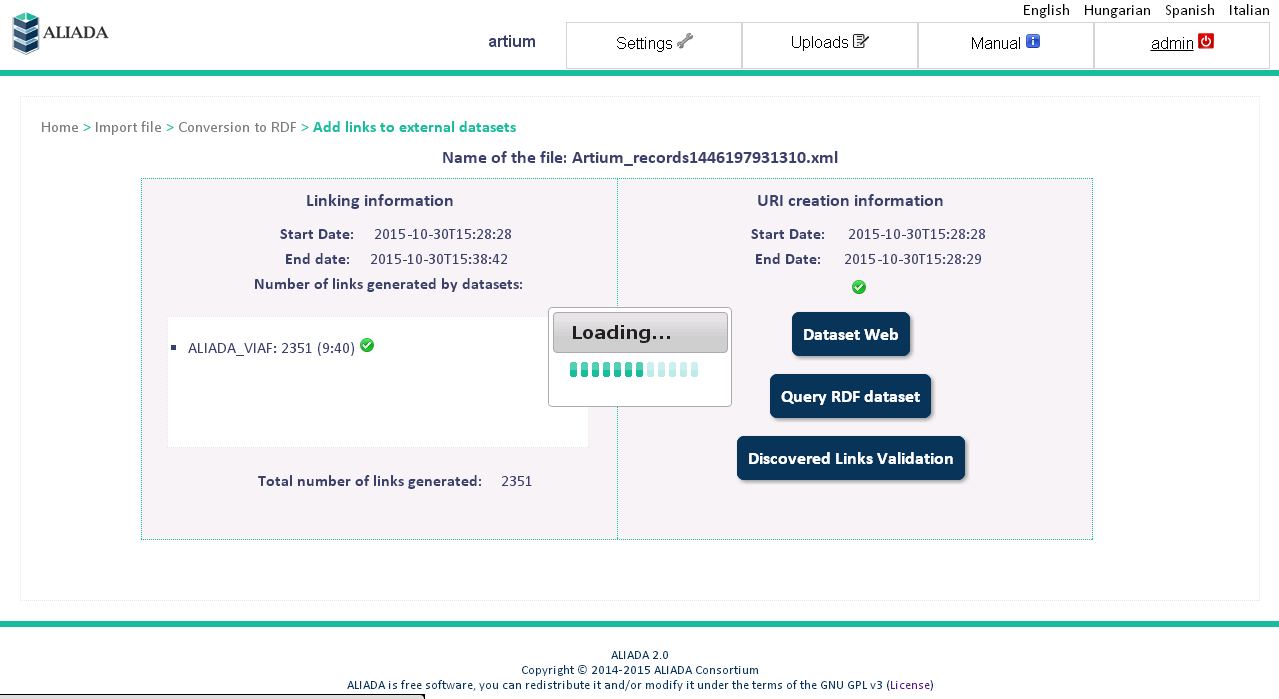 English Hungarian Spanish Italian
ALIADA
artium Settings Uploads Manual admin
Home > Import file > Conversion to RDF > Add links to external datasets
Name of the file: Artium_records1446197931310.xml
Linking information
Start Date: 2015-10-30T15:28:28
End date: 2015-10-30T15:38:42
Number of links generated by datasets:
ALIADA_VIAF: 2351 (9:40)
Total number of links generated: 2351
URI creation information
Start Date: 2015-10-30T15:28:28
End Date: 2015-10-30T15:28:29
Dataset Web
Query RDF dataset
Discovered Links Validation
Loading...
ALIADA 2.0
Copyright © 2014-2015 ALIADA Consortium
ALIADA is free software, you can redistribute it and/or modify it under the terms of the GNU GPL v3 (License)